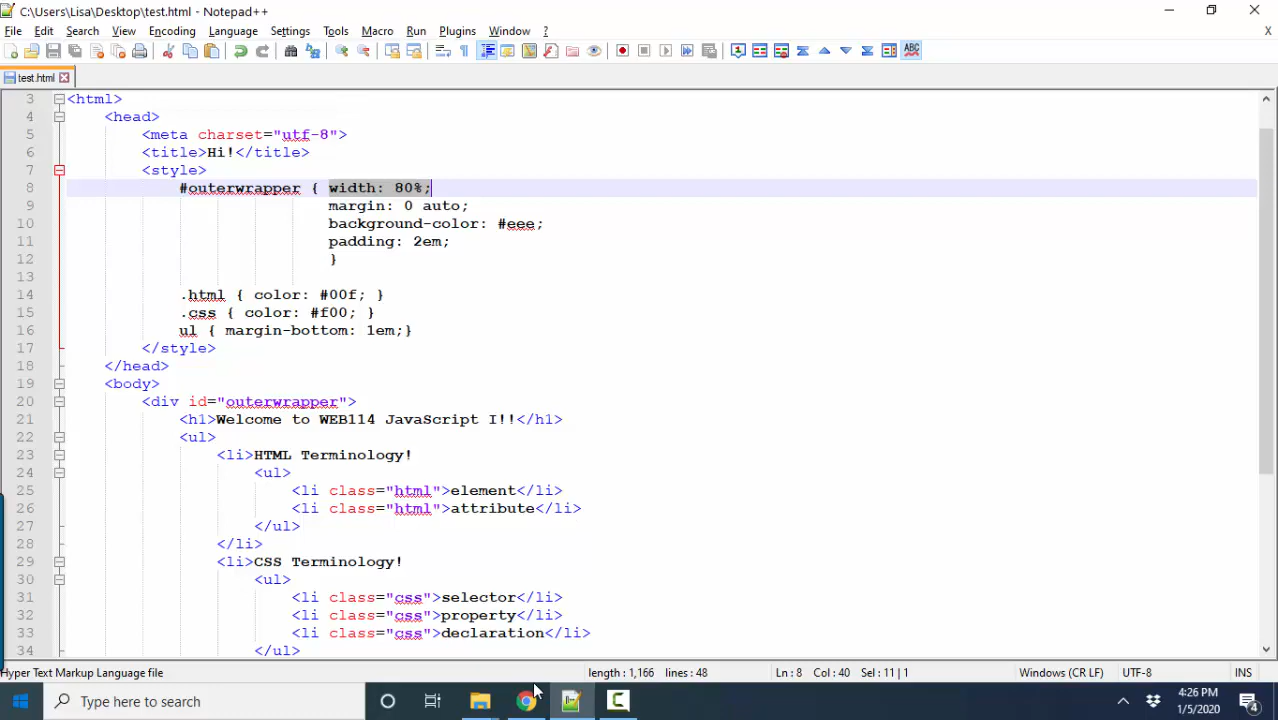 C:\Users\Lisa\Desktop\test.html - Notepad++
File Edit Search View Encoding Language Settings Tools Macro Run Plugins Window ? X
test.html
3 <html>
4 <head>
5 <meta charset="utf-8">
6 <title>Hi!</title>
7 <style>
8 #outerwrapper { width: 80%;
9 margin: 0 auto;
10 background-color: #eee;
11 padding: 2em;
12 }
13
14 .html { color: #00f; }
15 .css { color: #f00; }
16 ul { margin-bottom: 1em;}
17 </style>
18 </head>
19 <body>
20 <div id="outerwrapper">
21 <h1>Welcome to WEB114 JavaScript I!!</h1>
22 <ul>
23 <li>HTML Terminology!
24 <ul>
25 <li class="html">element</li>
26 <li class="html">attribute</li>
27 </ul>
28 </li>
29 <li>CSS Terminology!
30 <ul>
31 <li class="css">selector</li>
32 <li class="css">property</li>
33 <li class="css">declaration</li>
34 </ul>
Hyper Text Markup Language file length : 1,166 lines : 48 Ln : 8 Col : 40 Sel : 11 | 1 Windows (CR LF) UTF-8 INS
Type here to search
4:26 PM
1/5/2020
4